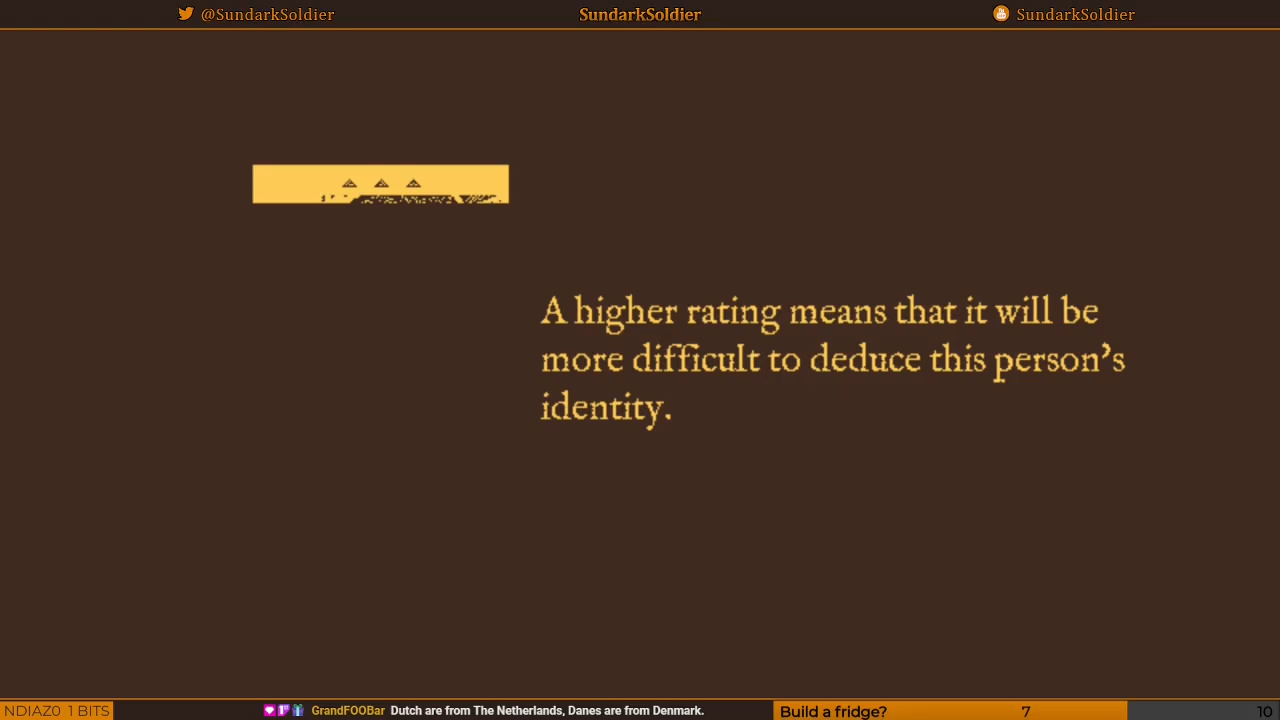 @SundarkSoldier
SundarkSoldier
SundarkSoldier
A higher rating means that it will be
more difficult to deduce this person's
identity.
NDIAZ0 1 BITS
GrandFOOBar Dutch are from The Netherlands, Danes are from Denmark.
Build a fridge? 7 10